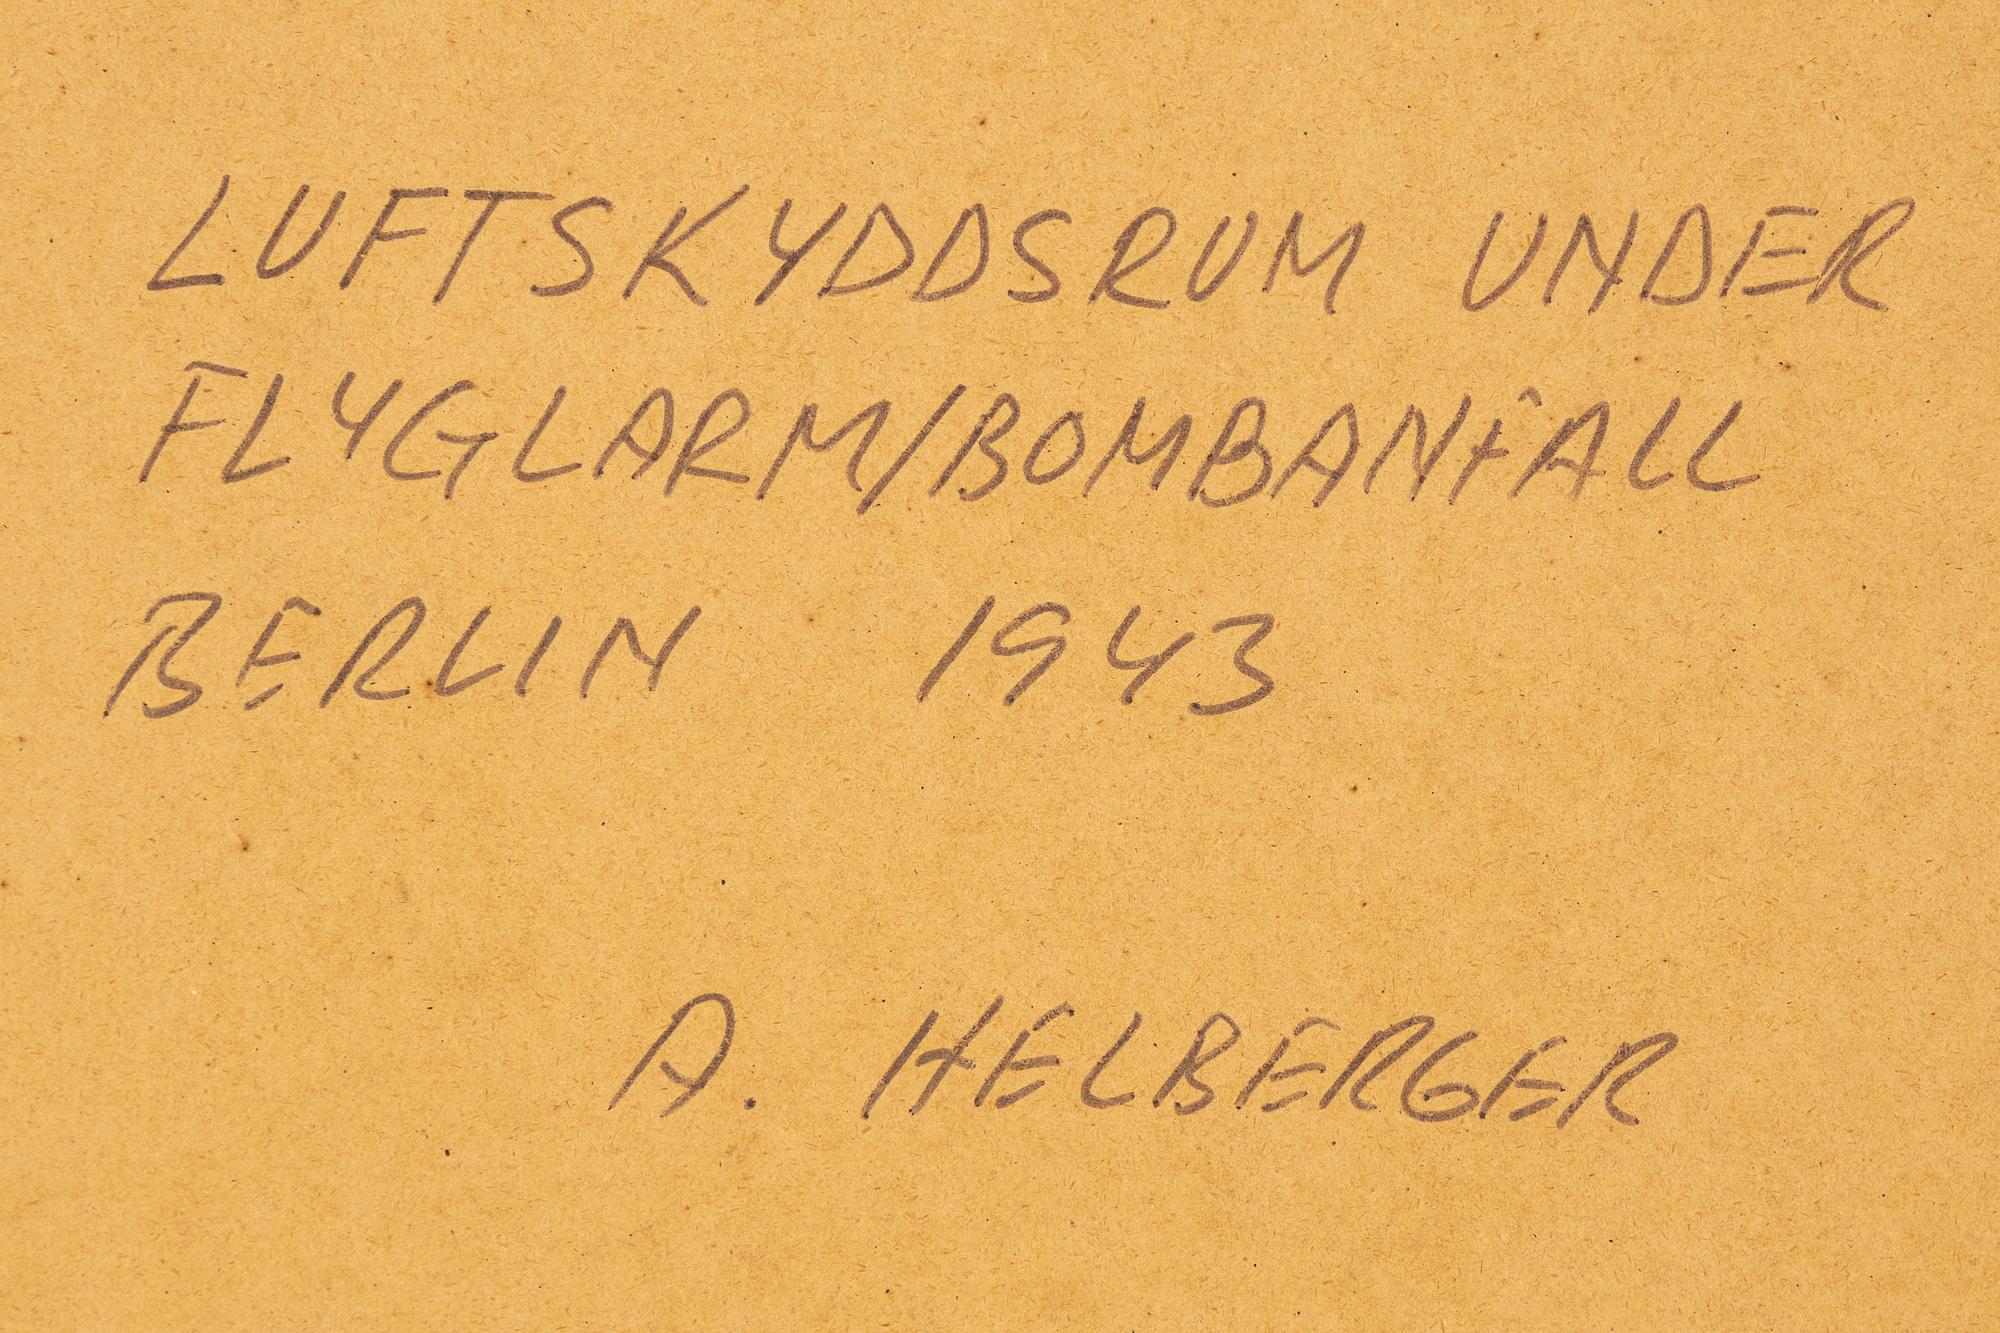 LUFTSKYDDSRUM UNDER
FLYGLARM/BOMBANFALL
BERLIN 1943
A. HELBERGER